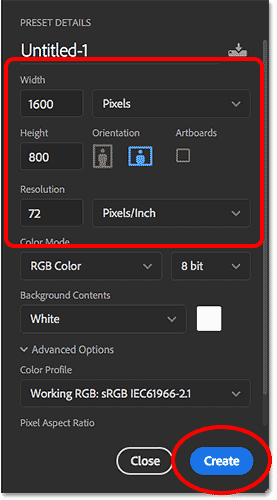 PRESET DETAILS
Untitled-1
Width
1600 Pixels
Height Orientation Artboards
800
Resolution
72 Pixels/Inch
Color Mode
RGB Color 8 bit
Background Contents
White
Advanced Options
Color Profile
Working RGB: sRGB IEC61966-2.1
Pixel Aspect Ratio
Close Create